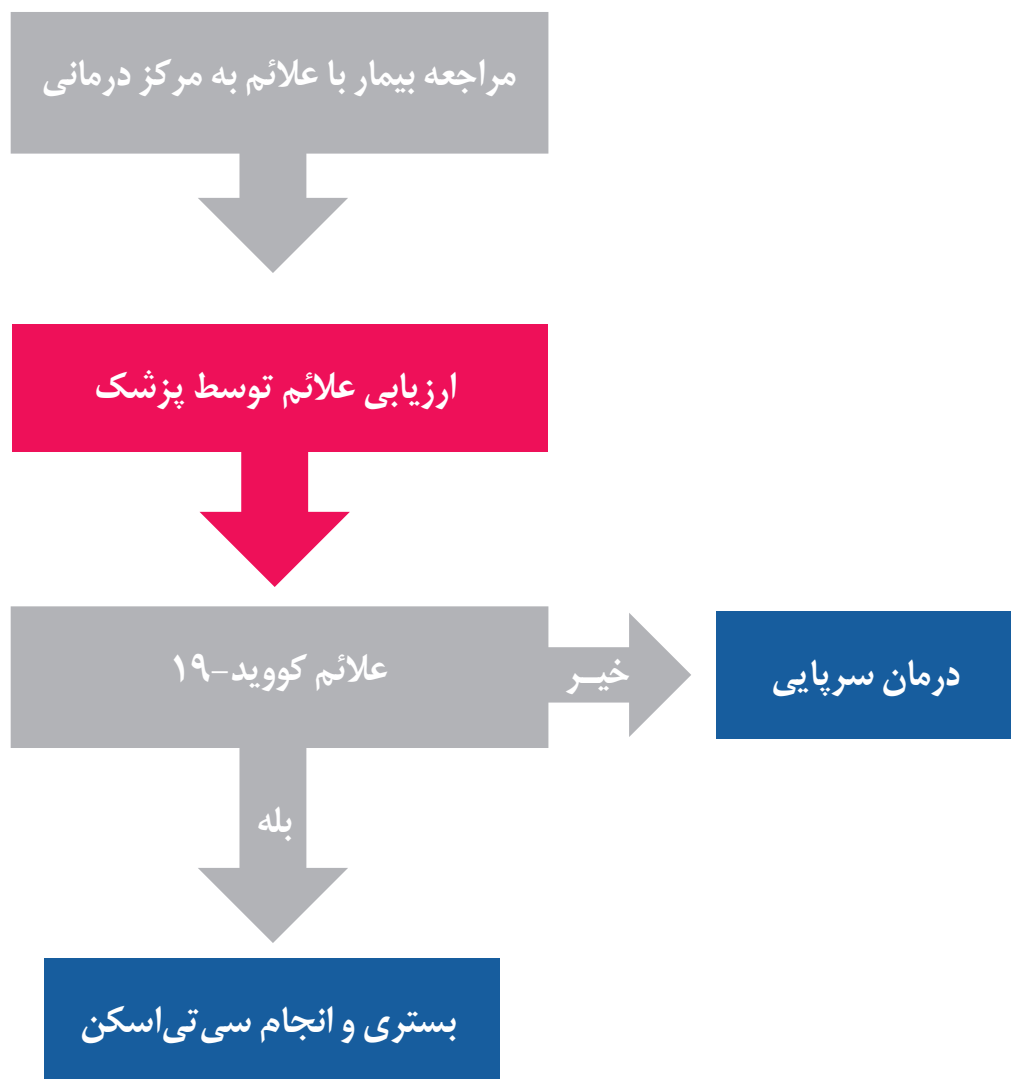 مراجعه بیمار با علائم به مرکز درمانی
ارزیابی علائم توسط پزشک
علائم کووید-۱۹
خیـر
درمان سرپایی
بله
بستری و انجام سی‌تی‌اسکن